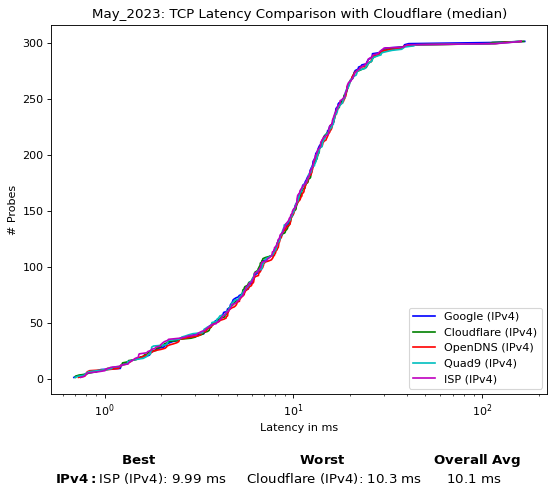 May_2023: TCP Latency Comparison with Cloudflare (median)
300
250
200
150
100
50
0
# Probes
Google (IPv4)
Cloudflare (IPv4)
OpenDNS (IPv4)
Quad9 (IPv4)
ISP (IPv4)
10⁰ 10¹ 10²
Latency in ms
Best Worst Overall Avg
IPv4: ISP (IPv4): 9.99 ms Cloudflare (IPv4): 10.3 ms 10.1 ms